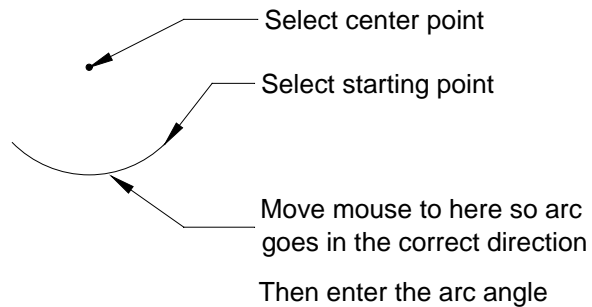 Select center point
Select starting point
Move mouse to here so arc
goes in the correct direction
Then enter the arc angle